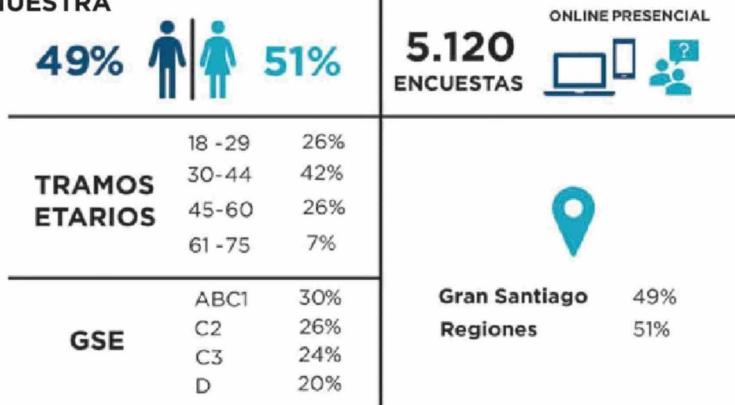 MUESTRA
49% 51%
5.120
ENCUESTAS
ONLINE PRESENCIAL
?
TRAMOS
ETARIOS
18 -29 26%
30-44 42%
45-60 26%
61 -75 7%
GSE
ABC1 30%
C2 26%
C3 24%
D 20%
Gran Santiago 49%
Regiones 51%